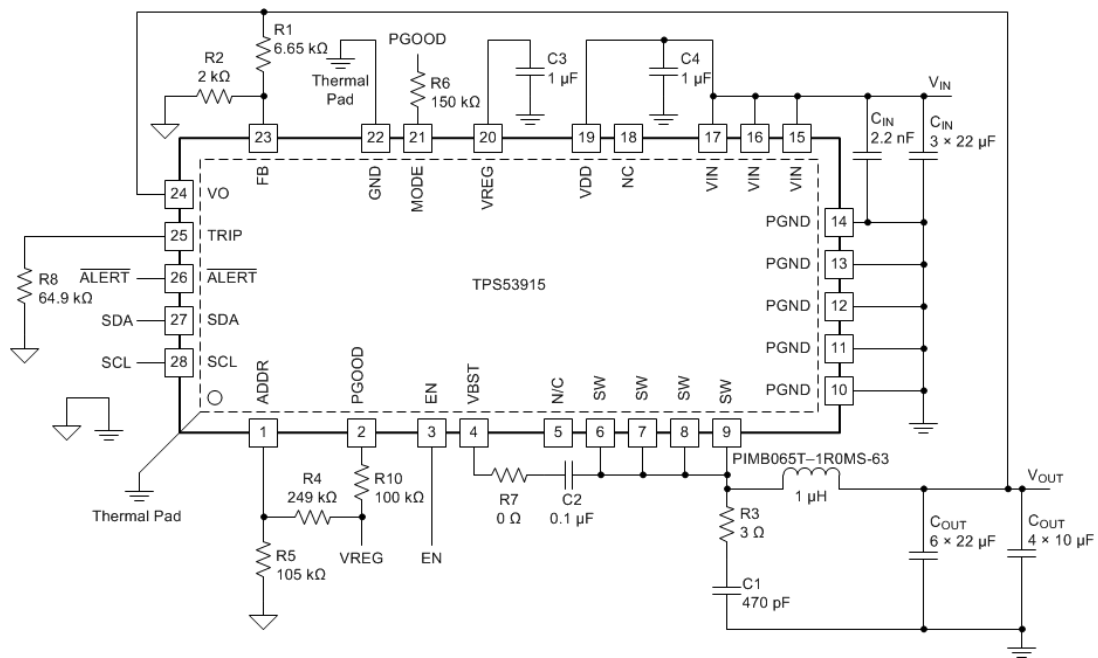 R1
6.65 kΩ
R2
2 kΩ
PGOOD
Thermal
Pad
R6
150 kΩ
C3
1 µF
C4
1 µF
VIN
CIN
2.2 nF
CIN
3 × 22 µF
23
22
21
20
19
18
17
16
15
FB
GND
MODE
VREG
VDD
NC
VIN
VIN
VIN
24
VO
25
TRIP
R8
64.9 kΩ
ALERT
26
ALERT
SDA
27
SDA
SCL
28
SCL
TPS53915
PGND
14
PGND
13
PGND
12
PGND
11
PGND
10
ADDR
PGOOD
EN
VBST
N/C
SW
SW
SW
SW
1
2
3
4
5
6
7
8
9
Thermal Pad
R4
249 kΩ
R10
100 kΩ
R5
105 kΩ
VREG
EN
R7
0 Ω
C2
0.1 µF
PIMB065T–1R0MS-63
1 µH
R3
3 Ω
C1
470 pF
VOUT
COUT
6 × 22 µF
COUT
4 × 10 µF